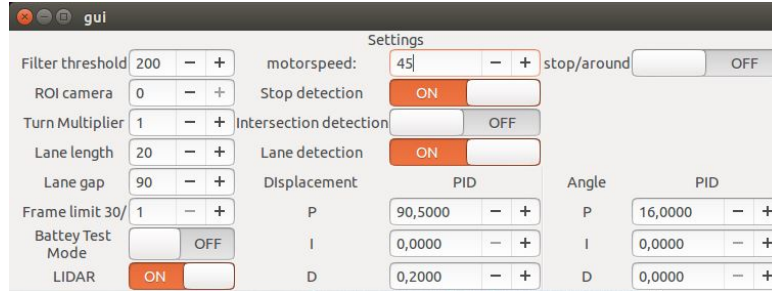 gui
Settings
Filter threshold 200 − + motorspeed: 45 − + stop/around OFF
ROI camera 0 − + Stop detection ON
Turn Multiplier 1 − + Intersection detection OFF
Lane length 20 − + Lane detection ON
Lane gap 90 − + DIsplacement PID Angle PID
Frame limit 30/ 1 − + P 90,5000 − + P 16,0000 − +
Battey Test
Mode OFF I 0,0000 − + I 0,0000 − +
LIDAR ON D 0,2000 − + D 0,0000 − +